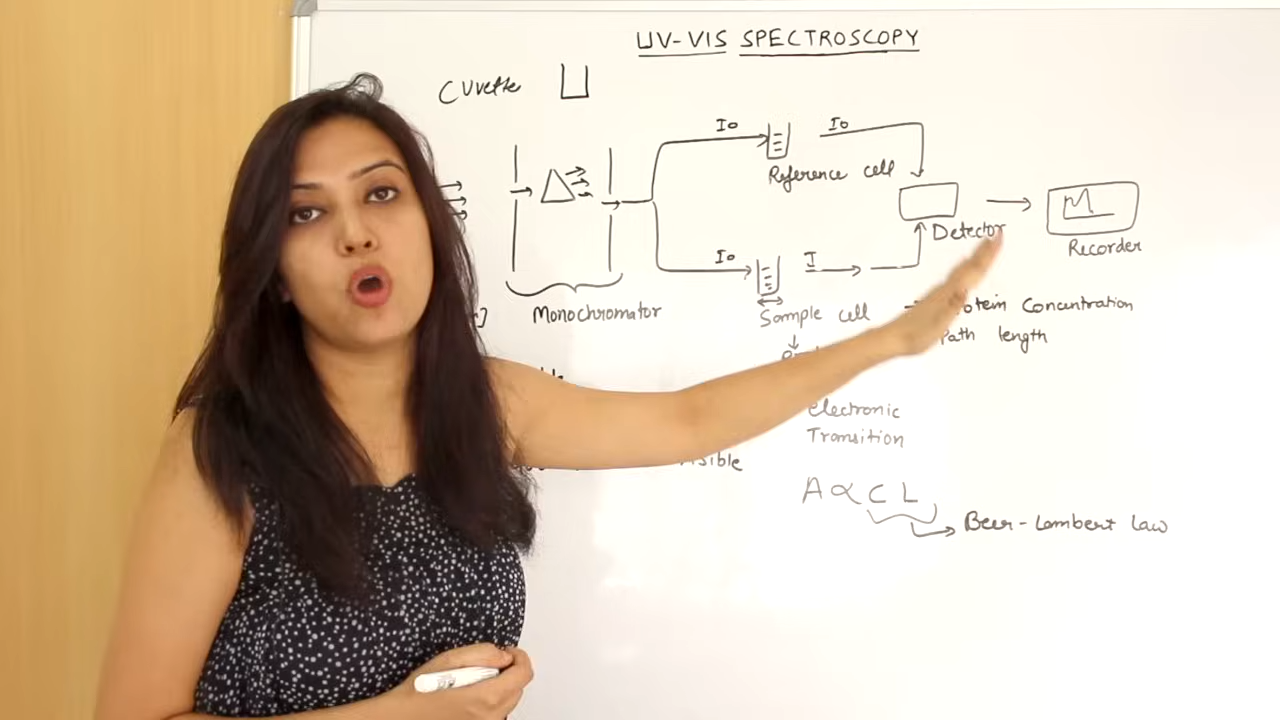 UV-VIS SPECTROSCOPY
Cuvette
Io
Io
Reference cell
Detector
Recorder
Io
I
Monochromator
Sample cell
Concentration
Path length
electronic
Transition
A ∝ C L
Beer-Lambert law